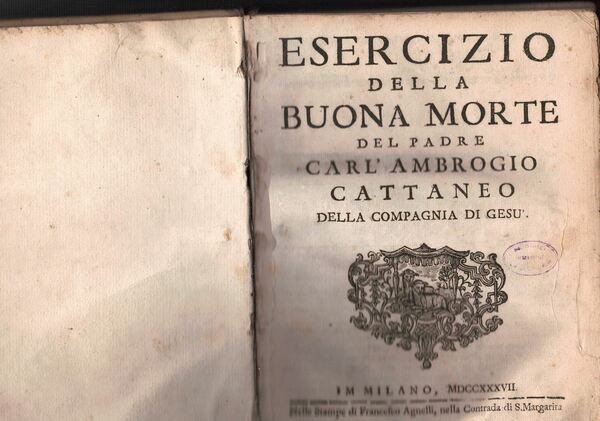 ESERCIZIO
DELLA
BUONA MORTE
DEL PADRE
CARL' AMBROGIO
CATTANEO
DELLA COMPAGNIA DI GESU'.
IM MILANO, MDCCXXXVII.
Nelle Stampe di Francesco Agnelli, nella Contrada di S. Margarita